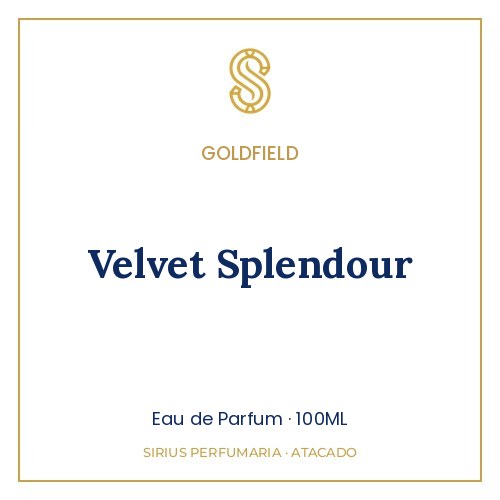 GOLDFIELD
Velvet Splendour
Eau de Parfum · 100ML
SIRIUS PERFUMARIA · ATACADO